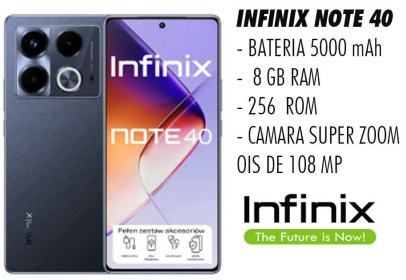 INFINIX NOTE 40
- BATERIA 5000 mAh
- 8 GB RAM
- 256 ROM
- CAMARA SUPER ZOOM
OIS DE 108 MP
Infinix
The Future is Now!
Infinix
NOTE 40
Pełen zestaw akcesoriów
Infinix